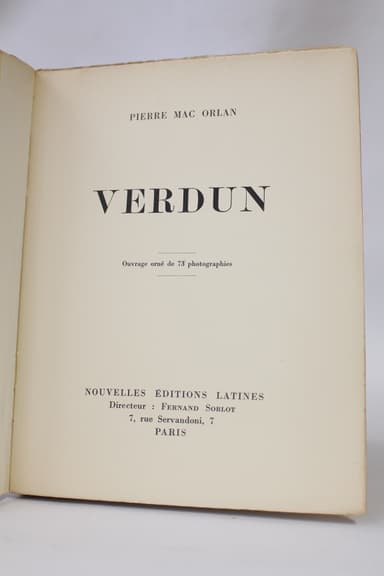 PIERRE MAC ORLAN
VERDUN
Ouvrage orné de 73 photographies
NOUVELLES ÉDITIONS LATINES
Directeur : FERNAND SORLOT
7, rue Servandoni, 7
PARIS